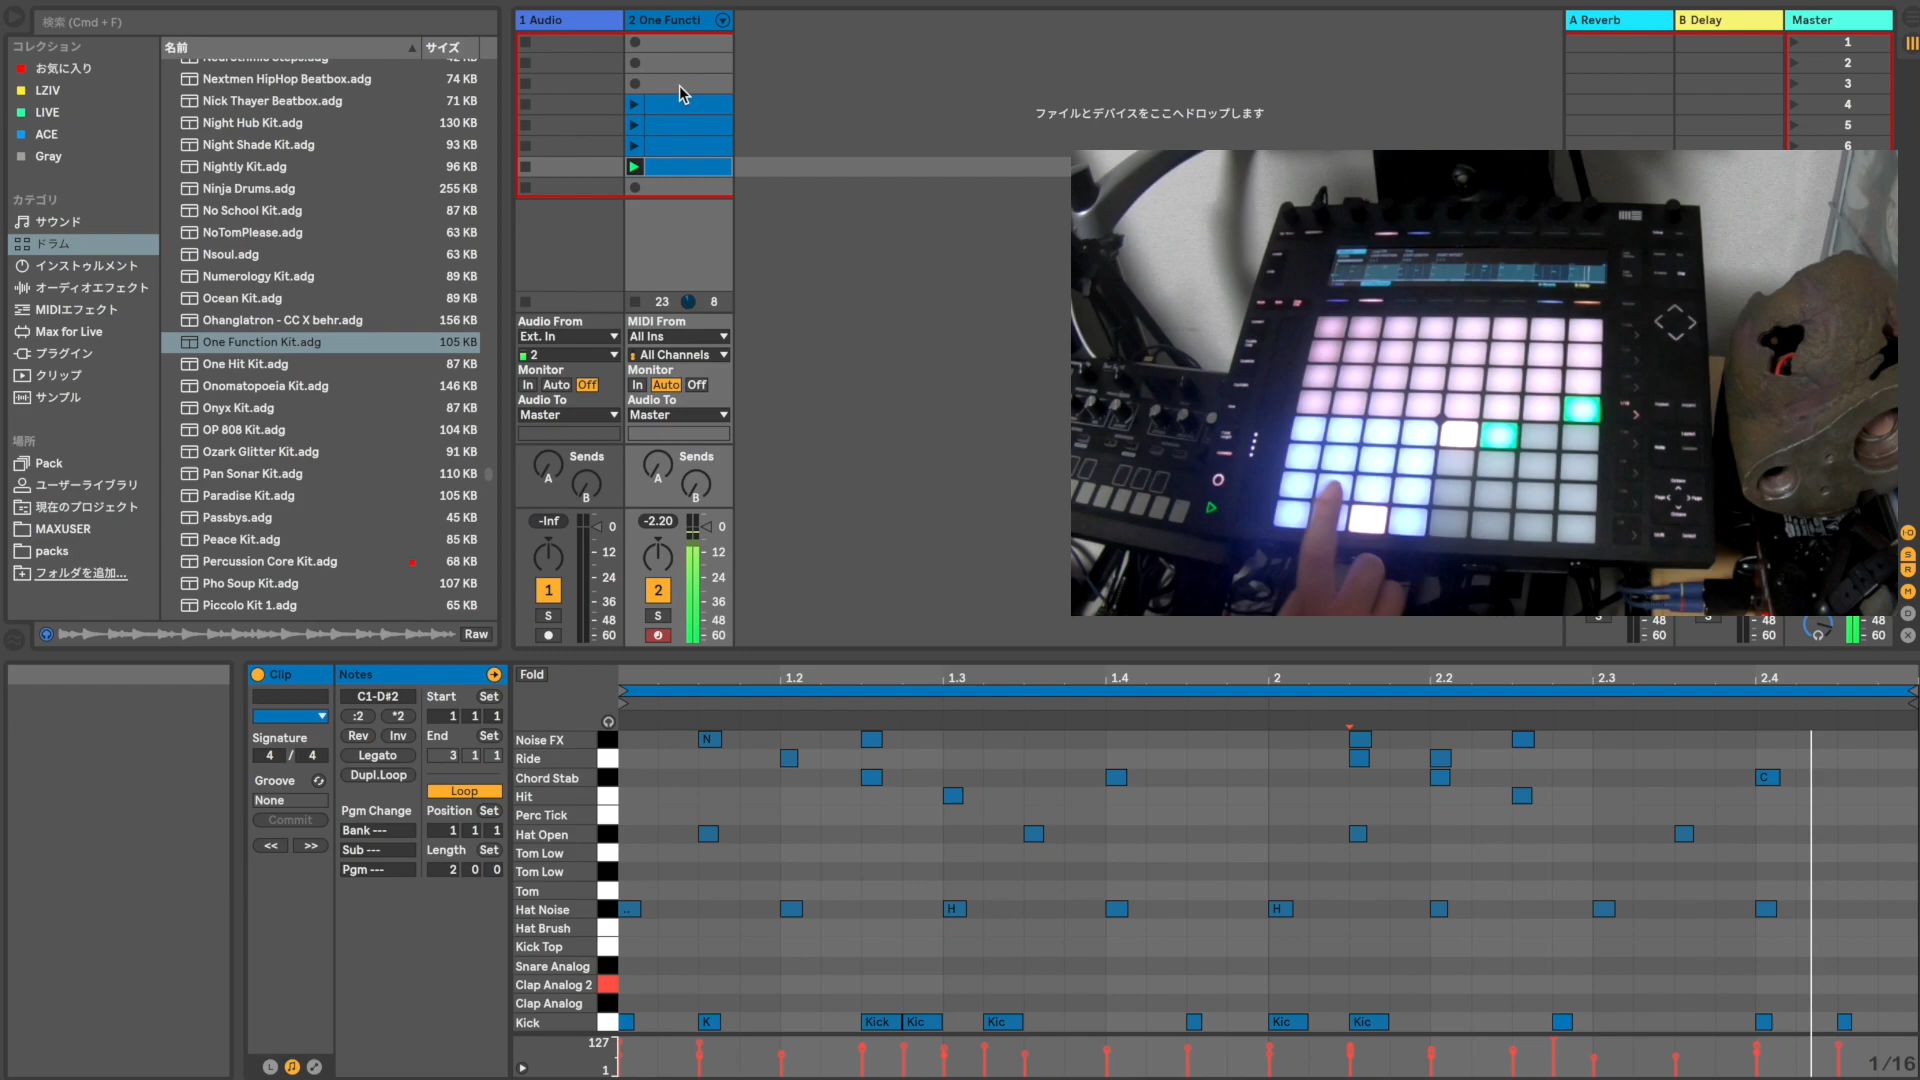 検索 (Cmd + F)
コレクション
お気に入り
LZIV
LIVE
ACE
Gray
カテゴリ
サウンド
ドラム
インストゥルメント
オーディオエフェクト
MIDIエフェクト
Max for Live
プラグイン
クリップ
サンプル
場所
Pack
ユーザーライブラリ
現在のプロジェクト
MAXUSER
packs
フォルダを追加...
名前 サイズ
Nextmen HipHop Beatbox.adg 74 KB
Nick Thayer Beatbox.adg 71 KB
Night Hub Kit.adg 130 KB
Night Shade Kit.adg 93 KB
Nightly Kit.adg 96 KB
Ninja Drums.adg 255 KB
No School Kit.adg 87 KB
NoTomPlease.adg 63 KB
Nsoul.adg 63 KB
Numerology Kit.adg 89 KB
Ocean Kit.adg 89 KB
Ohanglatron - CC X behr.adg 156 KB
One Function Kit.adg 105 KB
One Hit Kit.adg 87 KB
Onomatopoeia Kit.adg 146 KB
Onyx Kit.adg 87 KB
OP 808 Kit.adg 104 KB
Ozark Glitter Kit.adg 91 KB
Pan Sonar Kit.adg 110 KB
Paradise Kit.adg 105 KB
Passbys.adg 45 KB
Peace Kit.adg 85 KB
Percussion Core Kit.adg 68 KB
Pho Soup Kit.adg 107 KB
Piccolo Kit 1.adg 65 KB
Raw
1 Audio 2 One Functi
A Reverb B Delay Master
1
2
3
4
5
6
ファイルとデバイスをここへドロップします
23 8
Audio From MIDI From
Ext. In All Ins
2 All Channels
Monitor Monitor
In Auto Off In Auto Off
Audio To Audio To
Master Master
Sends Sends
A B A B
-Inf 0 -2.20 0
12 12
24 24
1 36 2 36
S 48 S 48
60 60
48 48 48
60 60 60
Clip
Signature
4 / 4
Groove
None
Commit
<< >>
Notes
C1-D#2
:2 *2
Rev Inv
Legato
Dupl.Loop
Pgm Change
Bank ---
Sub ---
Pgm ---
Start Set
1 1 1
End Set
3 1 1
Loop
Position Set
1 1 1
Length Set
2 0 0
Fold
1.2 1.3 1.4 2 2.2 2.3 2.4
Noise FX N
Ride
Chord Stab C
Hit
Perc Tick
Hat Open
Tom Low
Tom Low
Tom
Hat Noise .. H H
Hat Brush
Kick Top
Snare Analog
Clap Analog 2
Clap Analog
Kick K Kick Kic Kic Kic Kic
127
1
1/16